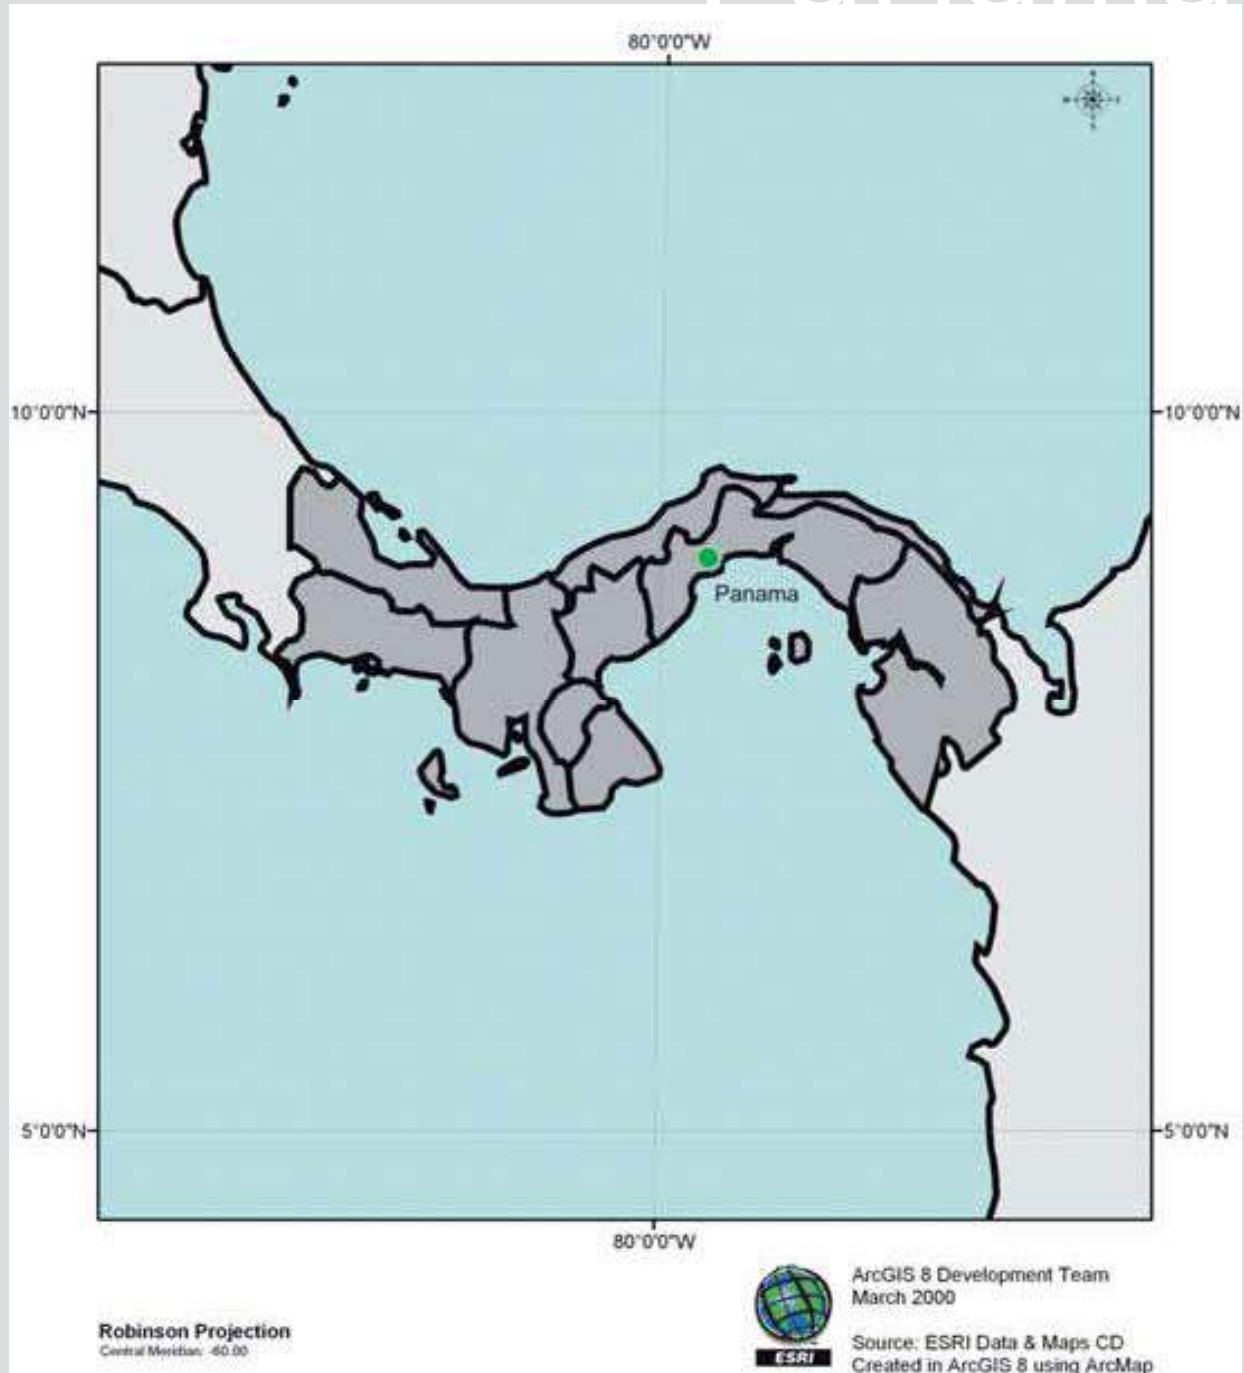 Panama
80°0'0"W
10°0'0"N
10°0'0"N
Panama
5°0'0"N
5°0'0"N
80°0'0"W
Robinson Projection
Central Meridian: -60.00
ESRI
ArcGIS 8 Development Team
March 2000
Source: ESRI Data & Maps CD
Created in ArcGIS 8 using ArcMap